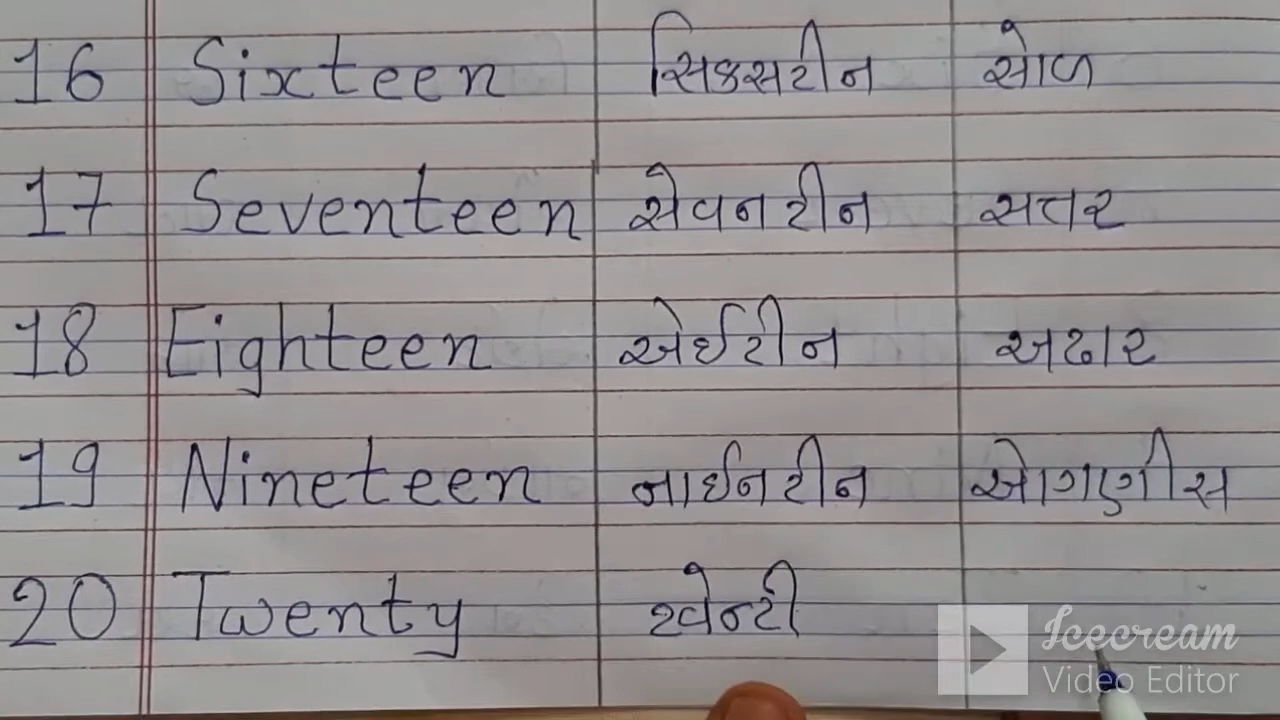 16 Sixteen સિક્સટીન સોળ
17 Seventeen સેવનટીન સત્તર
18 Eighteen એઈટીન અઢાર
19 Nineteen નાઈનટીન ઓગણીસ
20 Twenty ટ્વેન્ટી
Icecream
Video Editor